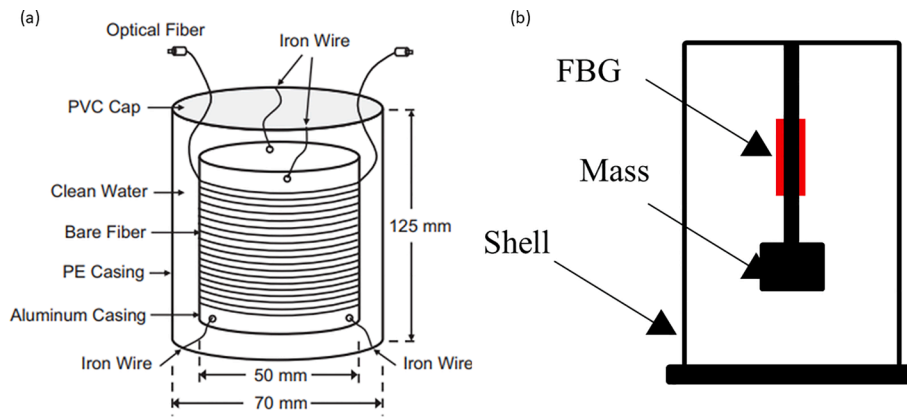 (a)
Optical Fiber
Iron Wire
PVC Cap
Clean Water
Bare Fiber
125 mm
PE Casing
Aluminum Casing
Iron Wire
Iron Wire
50 mm
70 mm
(b)
FBG
Mass
Shell